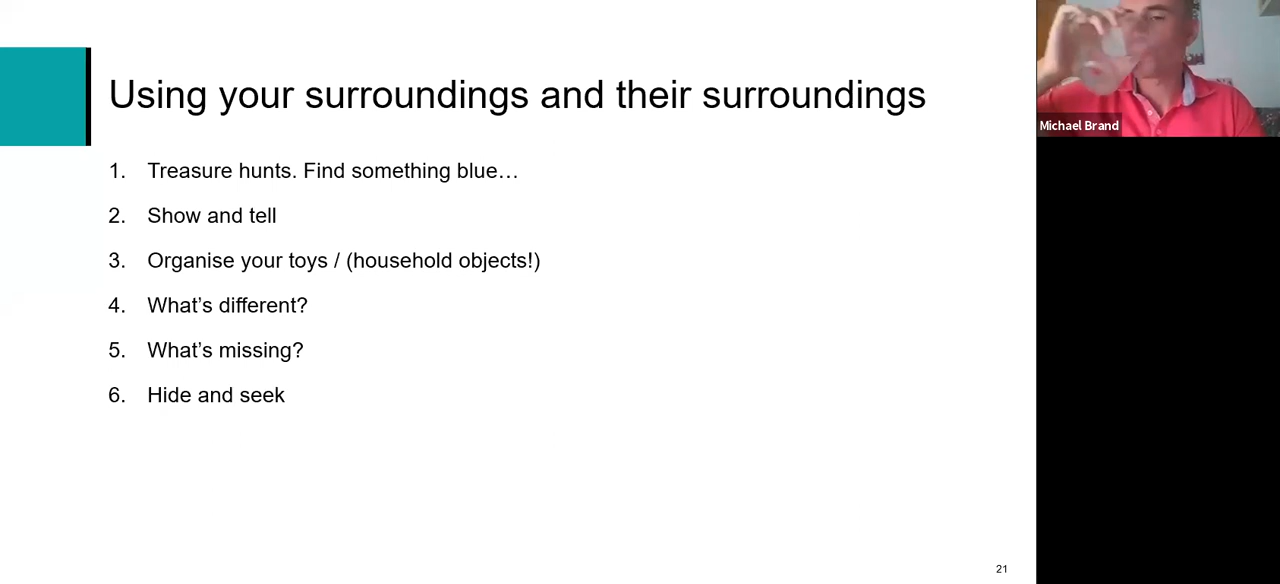 Using your surroundings and their surroundings
1. Treasure hunts. Find something blue…
2. Show and tell
3. Organise your toys / (household objects!)
4. What’s different?
5. What’s missing?
6. Hide and seek
21
Michael Brand